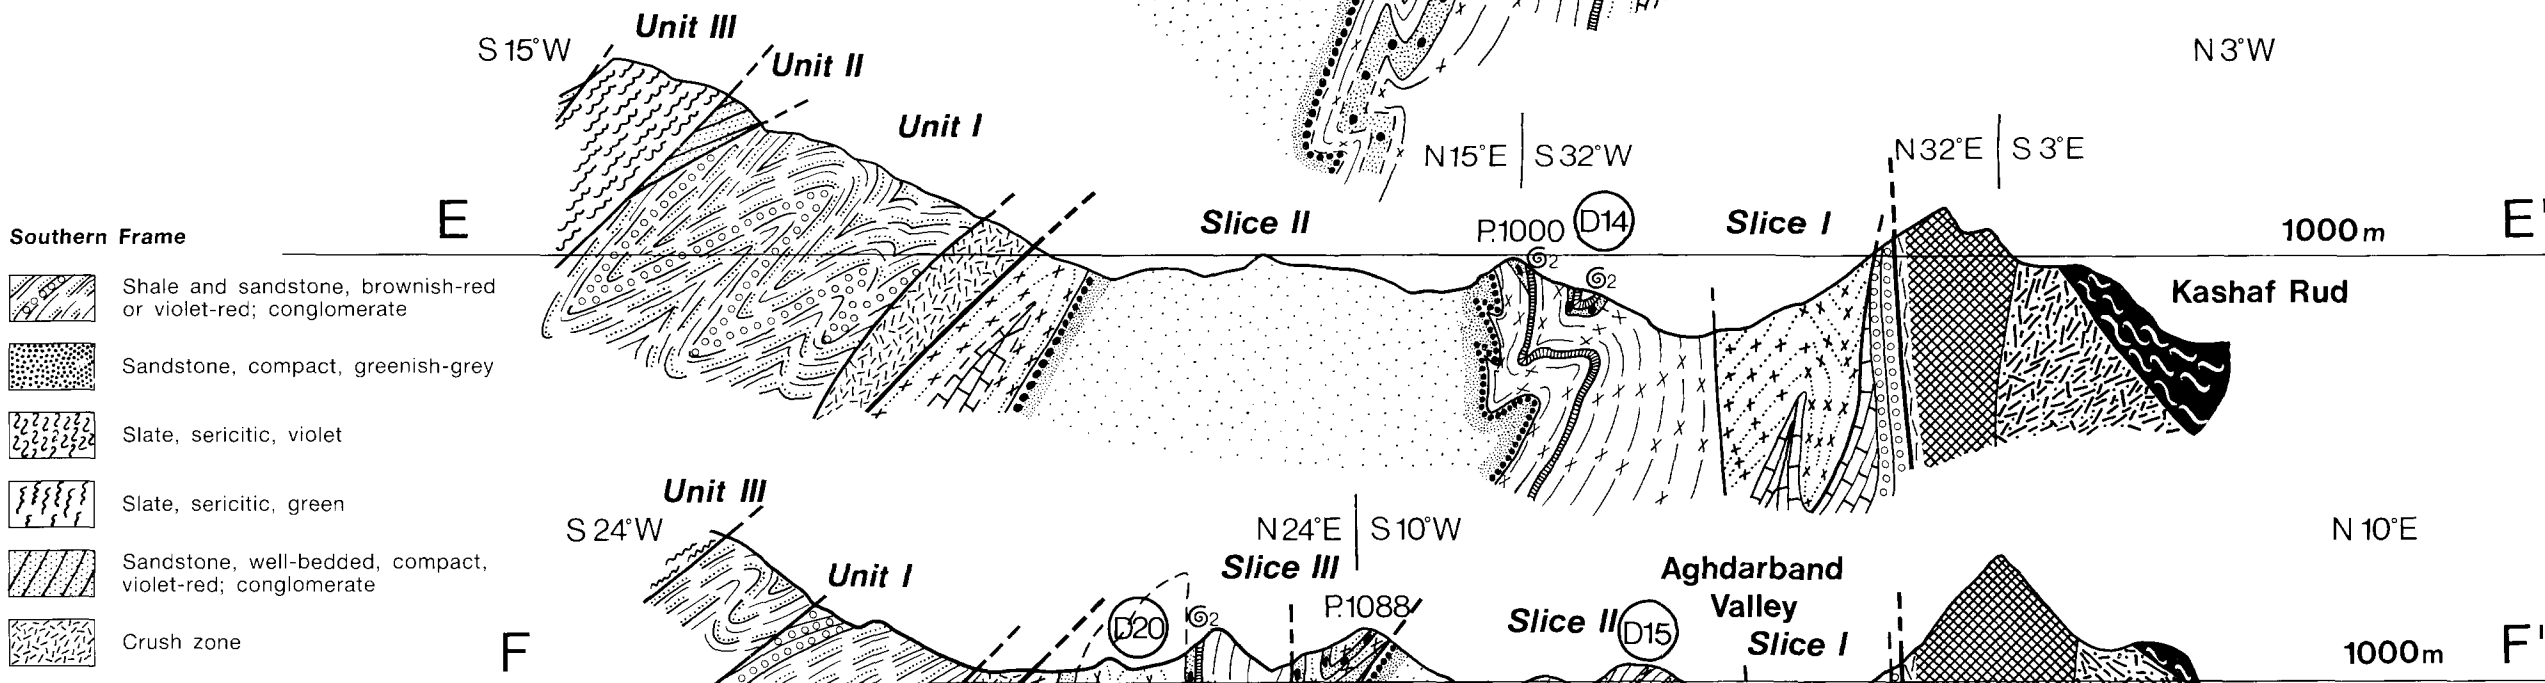 Unit III
S 15°W
Unit II
N 3°W
Unit I
N 15°E S 32°W
N 32°E S 3°E
E
Slice II
P.1000 D14
Slice I
1000 m
E'
Southern Frame
2
2
Kashaf Rud
Shale and sandstone, brownish-red
or violet-red; conglomerate
Sandstone, compact, greenish-grey
Slate, sericitic, violet
Slate, sericitic, green
Sandstone, well-bedded, compact,
violet-red; conglomerate
Crush zone
Unit III
S 24°W
N 24°E S 10°W
N 10°E
Unit I
Slice III
Aghdarband
Valley
P.1088
D20
2
Slice II D15
Slice I
F
1000 m
F'